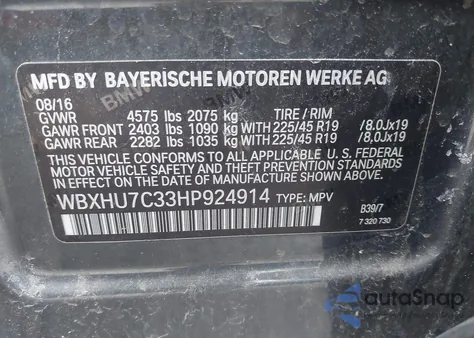 MFD BY BAYERISCHE MOTOREN WERKE AG
08/16
GVWR 4575 lbs 2075 kg TIRE / RIM
GAWR FRONT 2403 lbs 1090 kg WITH 225/45 R19 /8.0Jx19
GAWR REAR 2282 lbs 1035 kg WITH 225/45 R19 /8.0Jx19
THIS VEHICLE CONFORMS TO ALL APPLICABLE U. S. FEDERAL
MOTOR VEHICLE SAFETY, BUMPER, AND THEFT PREVENTION
STANDARDS IN EFFECT ON THE DATE OF MANUFACTURE SHOWN ABOVE.
WBXHU7C33HP924914 TYPE: MPV
B39/7
7 320 730
autoSnap